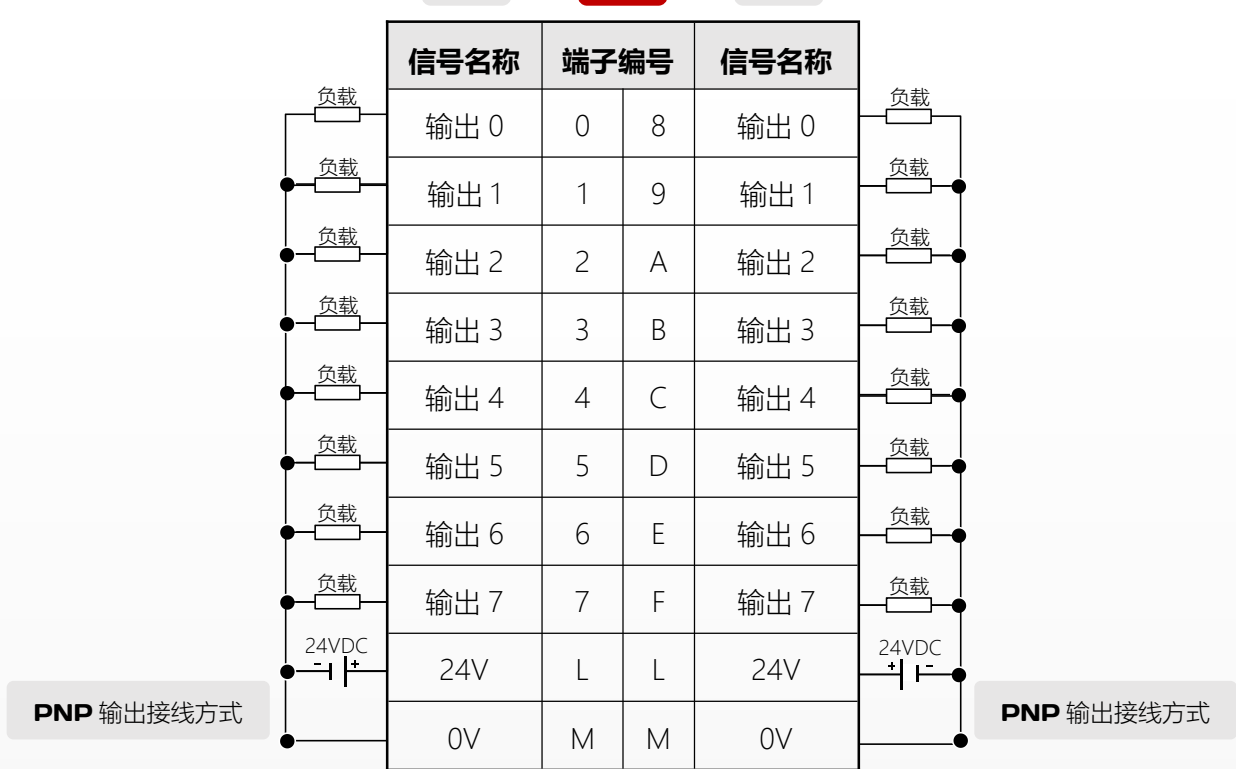 信号名称 端子编号 信号名称
负载 输出 0 0 8 输出 0 负载
负载 输出 1 1 9 输出 1 负载
负载 输出 2 2 A 输出 2 负载
负载 输出 3 3 B 输出 3 负载
负载 输出 4 4 C 输出 4 负载
负载 输出 5 5 D 输出 5 负载
负载 输出 6 6 E 输出 6 负载
负载 输出 7 7 F 输出 7 负载
24VDC - + 24V L L 24V 24VDC + -
PNP 输出接线方式 0V M M 0V PNP 输出接线方式